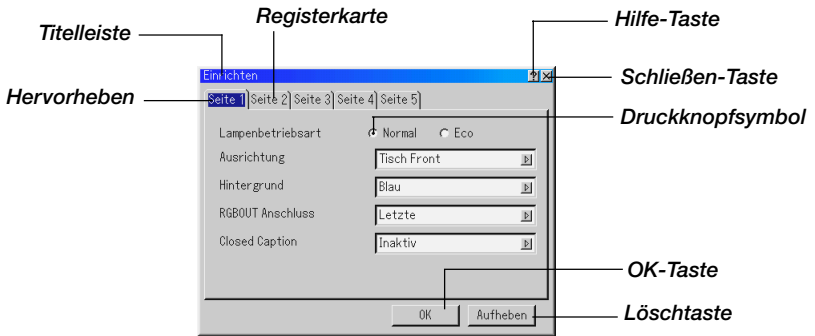 Registerkarte
Hilfe-Taste
Titelleiste
Einrichten
Schließen-Taste
Hervorheben
Seite 1 Seite 2 Seite 3 Seite 4 Seite 5
Druckknopfsymbol
Lampenbetriebsart Normal Eco
Ausrichtung Tisch Front
Hintergrund Blau
RGBOUT Anschluss Letzte
Closed Caption Inaktiv
OK-Taste
OK Aufheben
Löschtaste